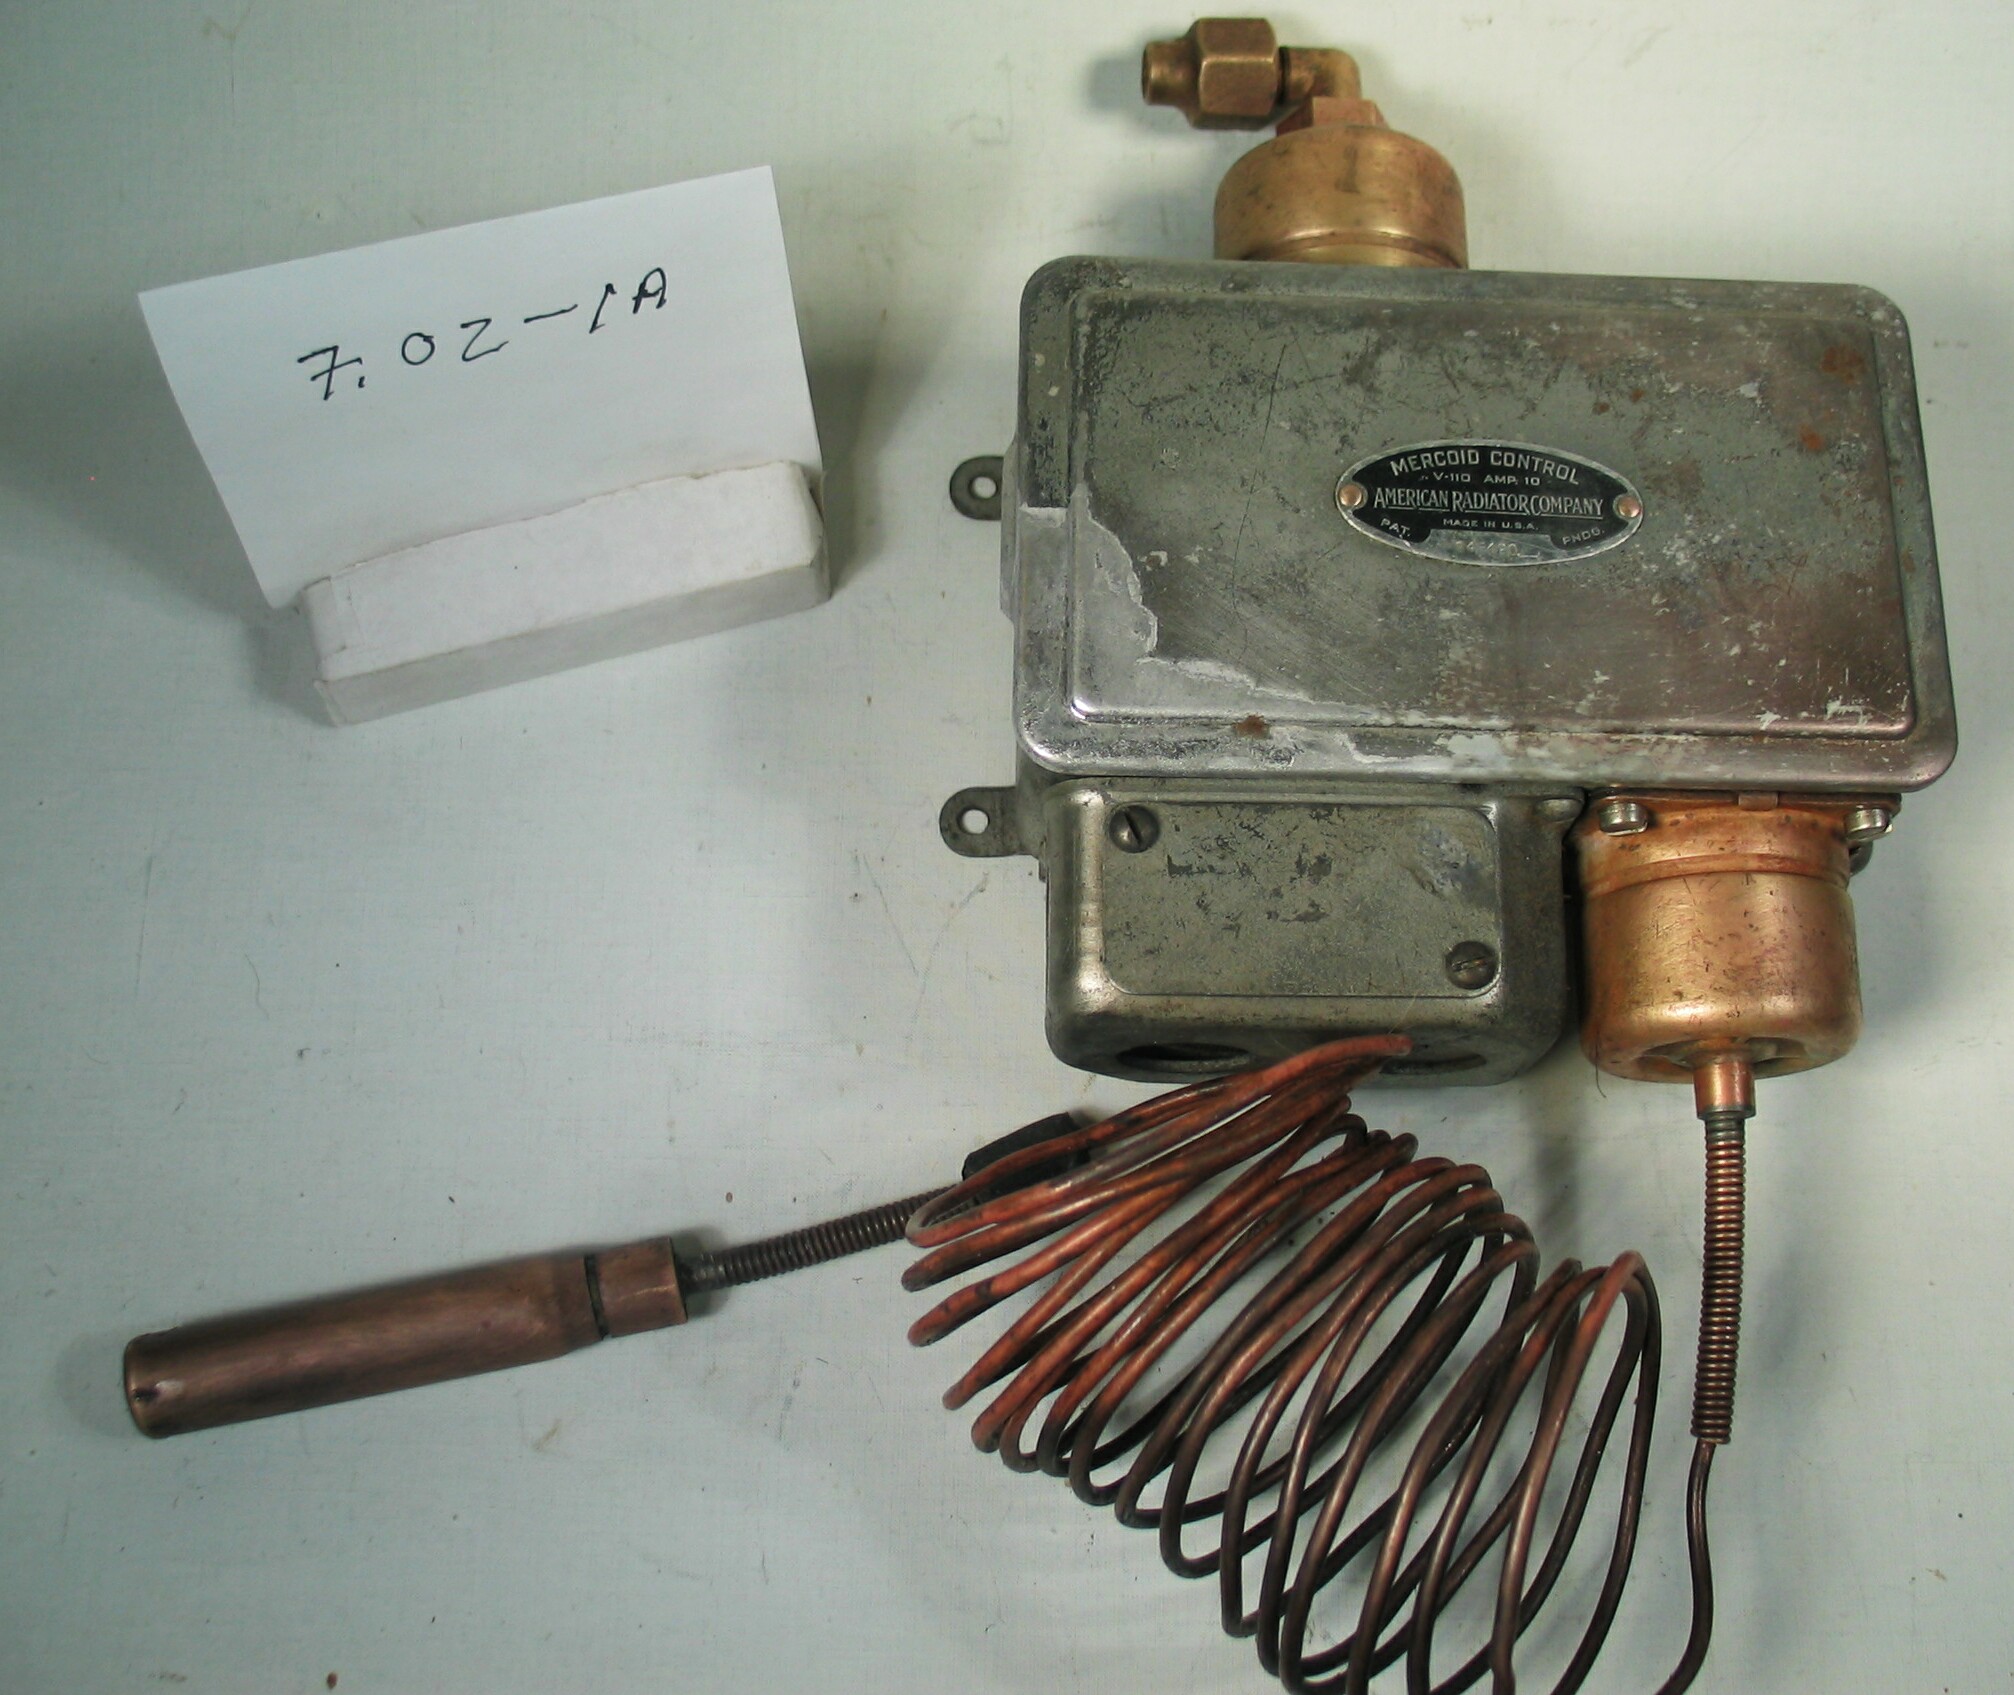 7.02-1A
MERCOID CONTROL
V-110 AMP. 10
AMERICAN RADIATOR COMPANY
PAT. MADE IN U.S.A. PNDG.